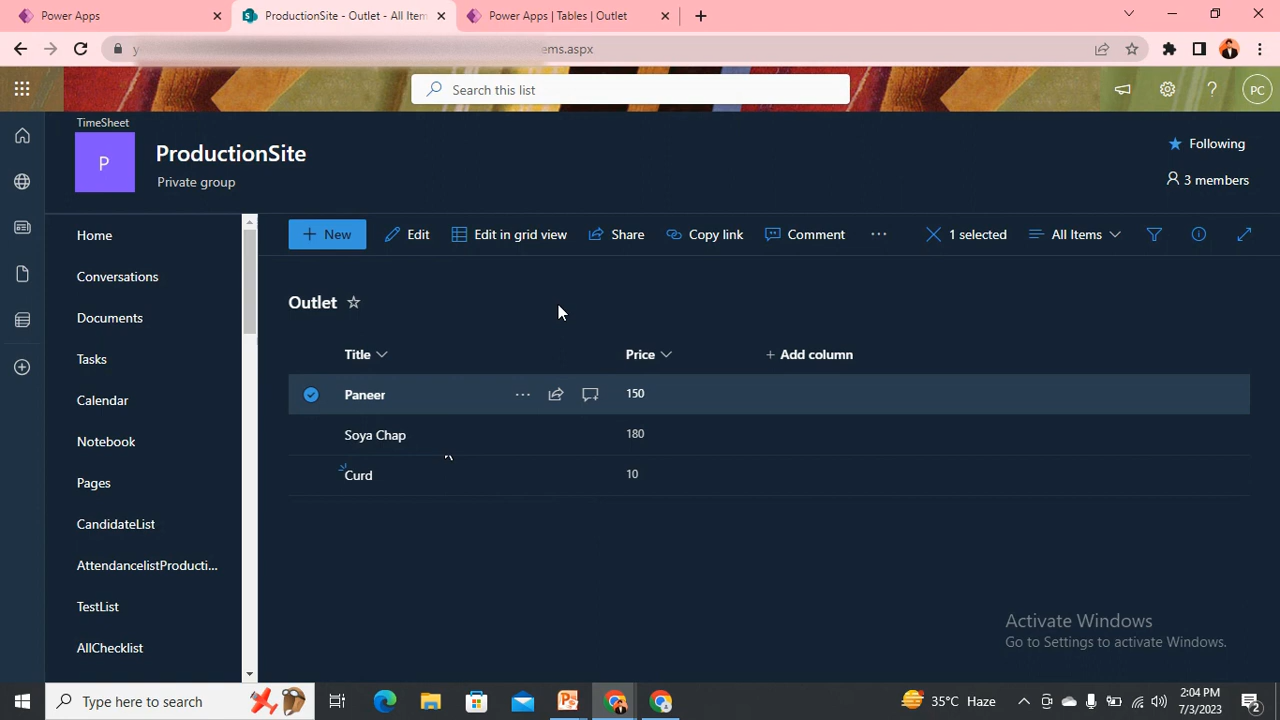 Power Apps
ProductionSite - Outlet - All Item
Power Apps | Tables | Outlet
ems.aspx
Search this list
PC
TimeSheet
P
ProductionSite
Private group
Following
3 members
Home
Conversations
Documents
Tasks
Calendar
Notebook
Pages
CandidateList
AttendancelistProducti...
TestList
AllChecklist
New
Edit
Edit in grid view
Share
Copy link
Comment
1 selected
All Items
Outlet
Title
Price
+ Add column
Paneer
150
Soya Chap
180
Curd
10
Activate Windows
Go to Settings to activate Windows.
Type here to search
35°C Haze
2:04 PM
7/3/2023
2